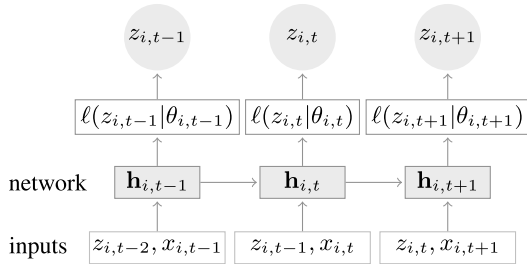 z_{i,t−1} z_{i,t} z_{i,t+1}
ℓ(z_{i,t−1}|θ_{i,t−1}) ℓ(z_{i,t}|θ_{i,t}) ℓ(z_{i,t+1}|θ_{i,t+1})
network h_{i,t−1} h_{i,t} h_{i,t+1}
inputs z_{i,t−2}, x_{i,t−1} z_{i,t−1}, x_{i,t} z_{i,t}, x_{i,t+1}